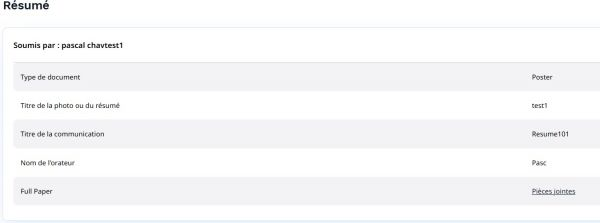 Résumé
Soumis par : pascal chavtest1
Type de document Poster
Titre de la photo ou du résumé test1
Titre de la communication Resume101
Nom de l'orateur Pasc
Full Paper Pièces jointes